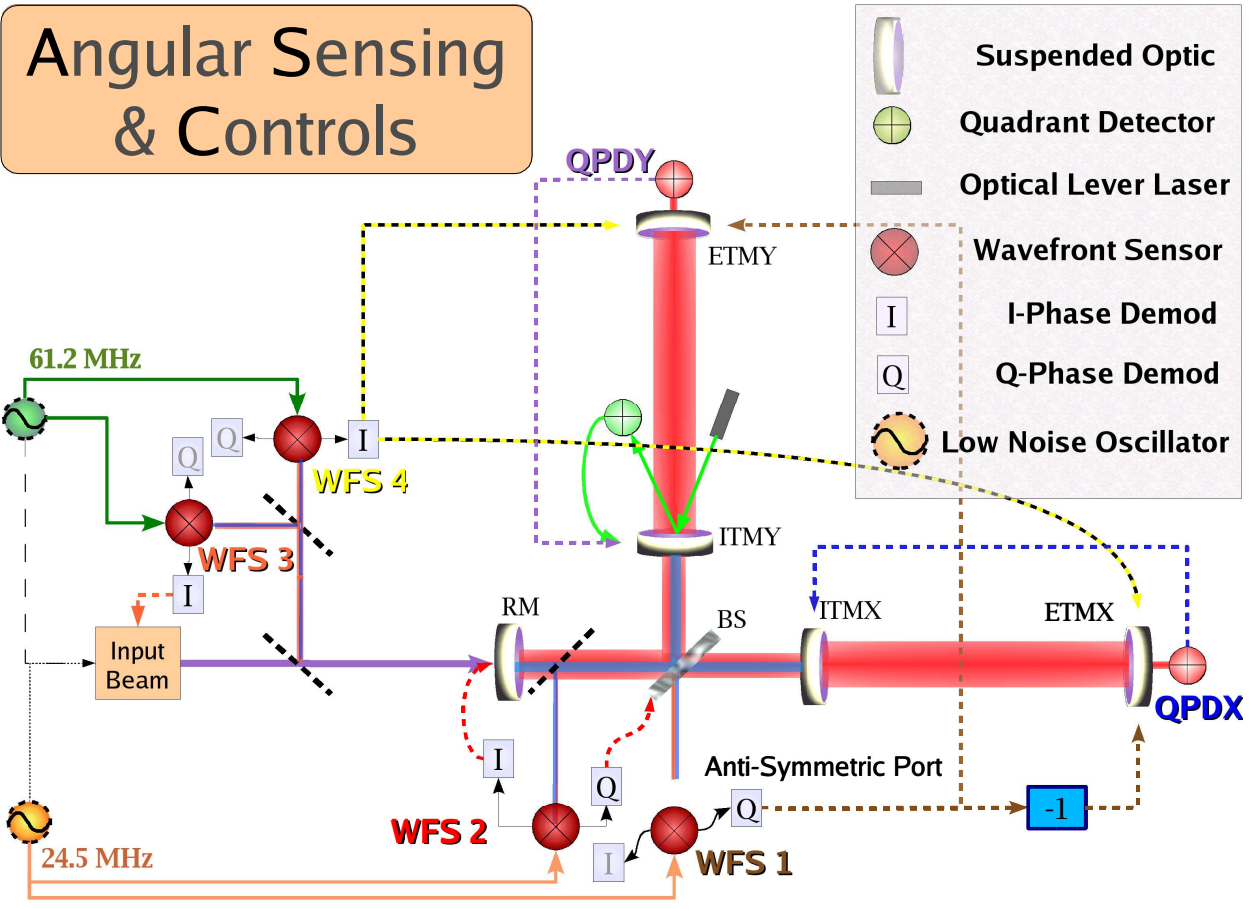 Angular Sensing
& Controls
Suspended Optic
Quadrant Detector
Optical Lever Laser
Wavefront Sensor
I
I-Phase Demod
Q
Q-Phase Demod
Low Noise Oscillator
QPDY
ETMY
61.2 MHz
Q
I
Q
WFS 4
WFS 3
I
ITMY
RM
BS
ITMX
ETMX
Input
Beam
QPDX
I
Q
Anti-Symmetric Port
Q
-1
WFS 2
I
WFS 1
24.5 MHz